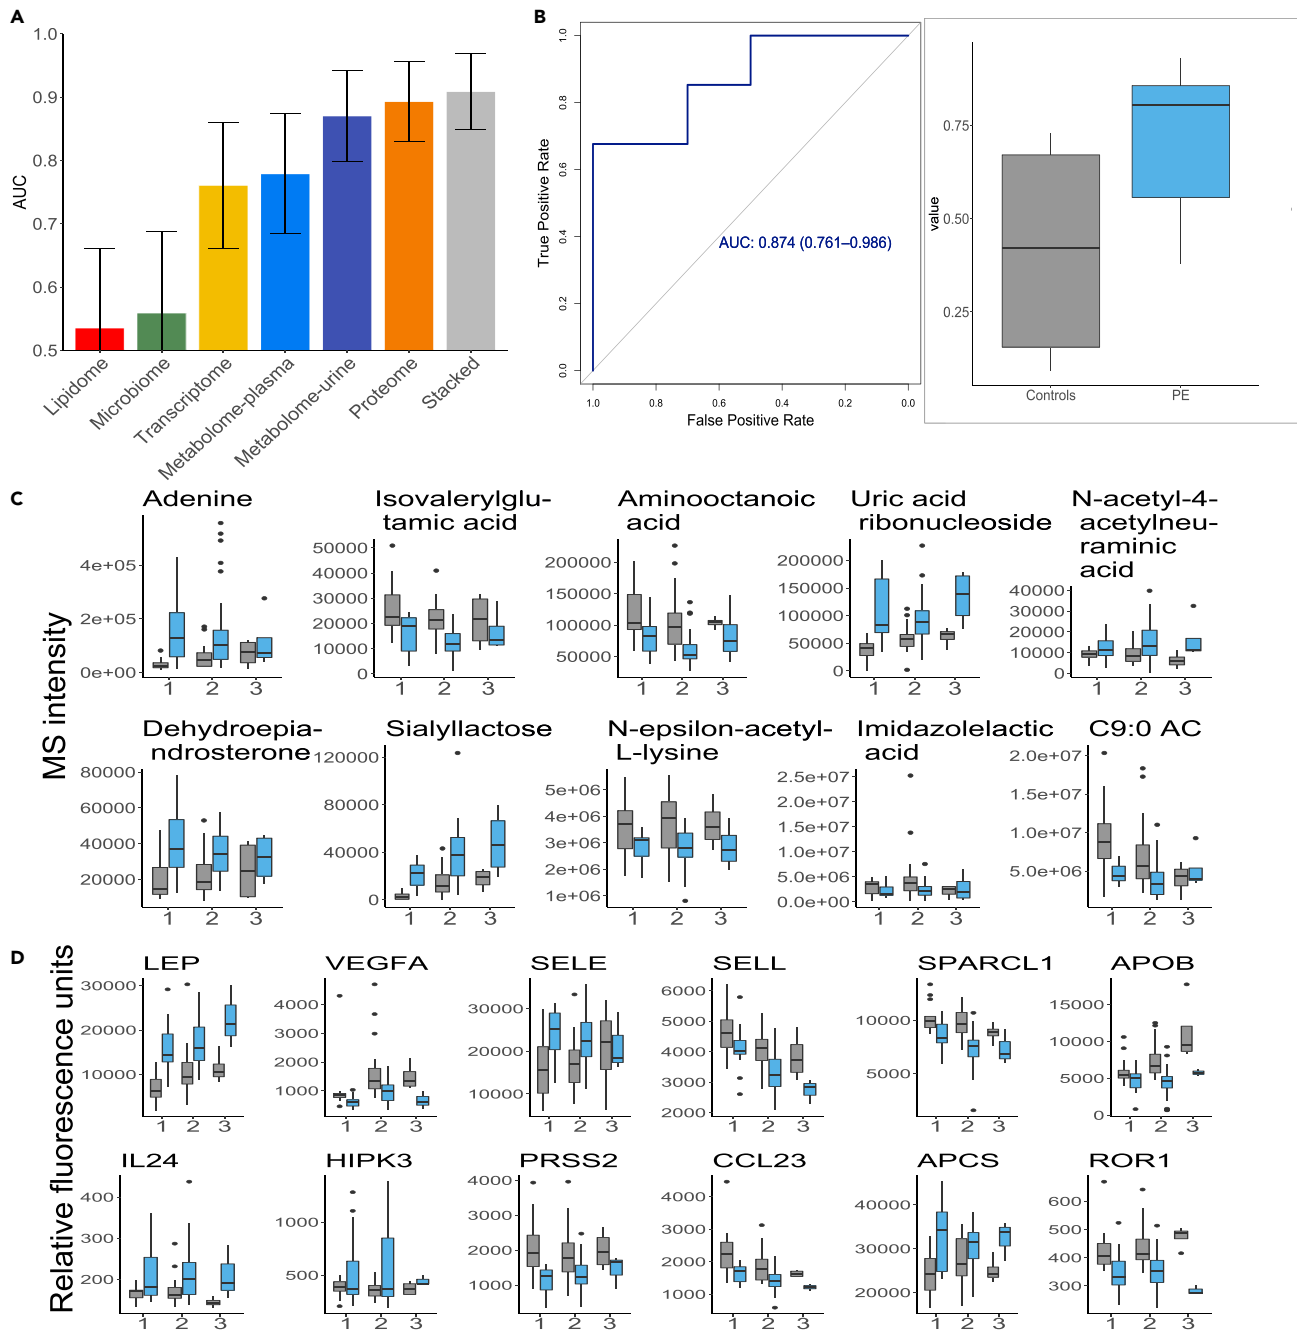 A
1.0
0.9
0.8
0.7
0.6
0.5
AUC
Lipidome
Microbiome
Transcriptome
Metabolome-plasma
Metabolome-urine
Proteome
Stacked
B
1.0
0.8
0.6
0.4
0.2
0.0
True Positive Rate
AUC: 0.874 (0.761–0.986)
1.0 0.8 0.6 0.4 0.2 0.0
False Positive Rate
0.75
0.50
0.25
value
Controls PE
C
MS intensity
Adenine
4e+05
2e+05
0e+00
1 2 3
Isovalerylglu-
tamic acid
50000
40000
30000
20000
10000
0
1 2 3
Aminooctanoic
acid
200000
150000
100000
50000
1 2 3
Uric acid
ribonucleoside
200000
150000
100000
50000
0
1 2 3
N-acetyl-4-
acetylneu-
raminic
acid
40000
30000
20000
10000
0
1 2 3
Dehydroepia-
ndrosterone
80000
60000
40000
20000
1 2 3
Sialyllactose
120000
80000
40000
0
1 2 3
N-epsilon-acetyl-
L-lysine
5e+06
4e+06
3e+06
2e+06
1e+06
1 2 3
Imidazolelactic
acid
2.5e+07
2.0e+07
1.5e+07
1.0e+07
5.0e+06
0.0e+00
1 2 3
C9:0 AC
2.0e+07
1.5e+07
1.0e+07
5.0e+06
0.0e+00
1 2 3
D
Relative fluorescence units
LEP
30000
20000
10000
1 2 3
VEGFA
4000
3000
2000
1000
1 2 3
SELE
30000
20000
10000
1 2 3
SELL
6000
5000
4000
3000
2000
1 2 3
SPARCL1
10000
5000
1 2 3
APOB
15000
10000
5000
0
1 2 3
IL24
400
300
200
100
1 2 3
HIPK3
1000
500
1 2 3
PRSS2
4000
3000
2000
1000
1 2 3
CCL23
4000
3000
2000
1000
1 2 3
APCS
40000
30000
20000
1 2 3
ROR1
600
500
400
300
1 2 3